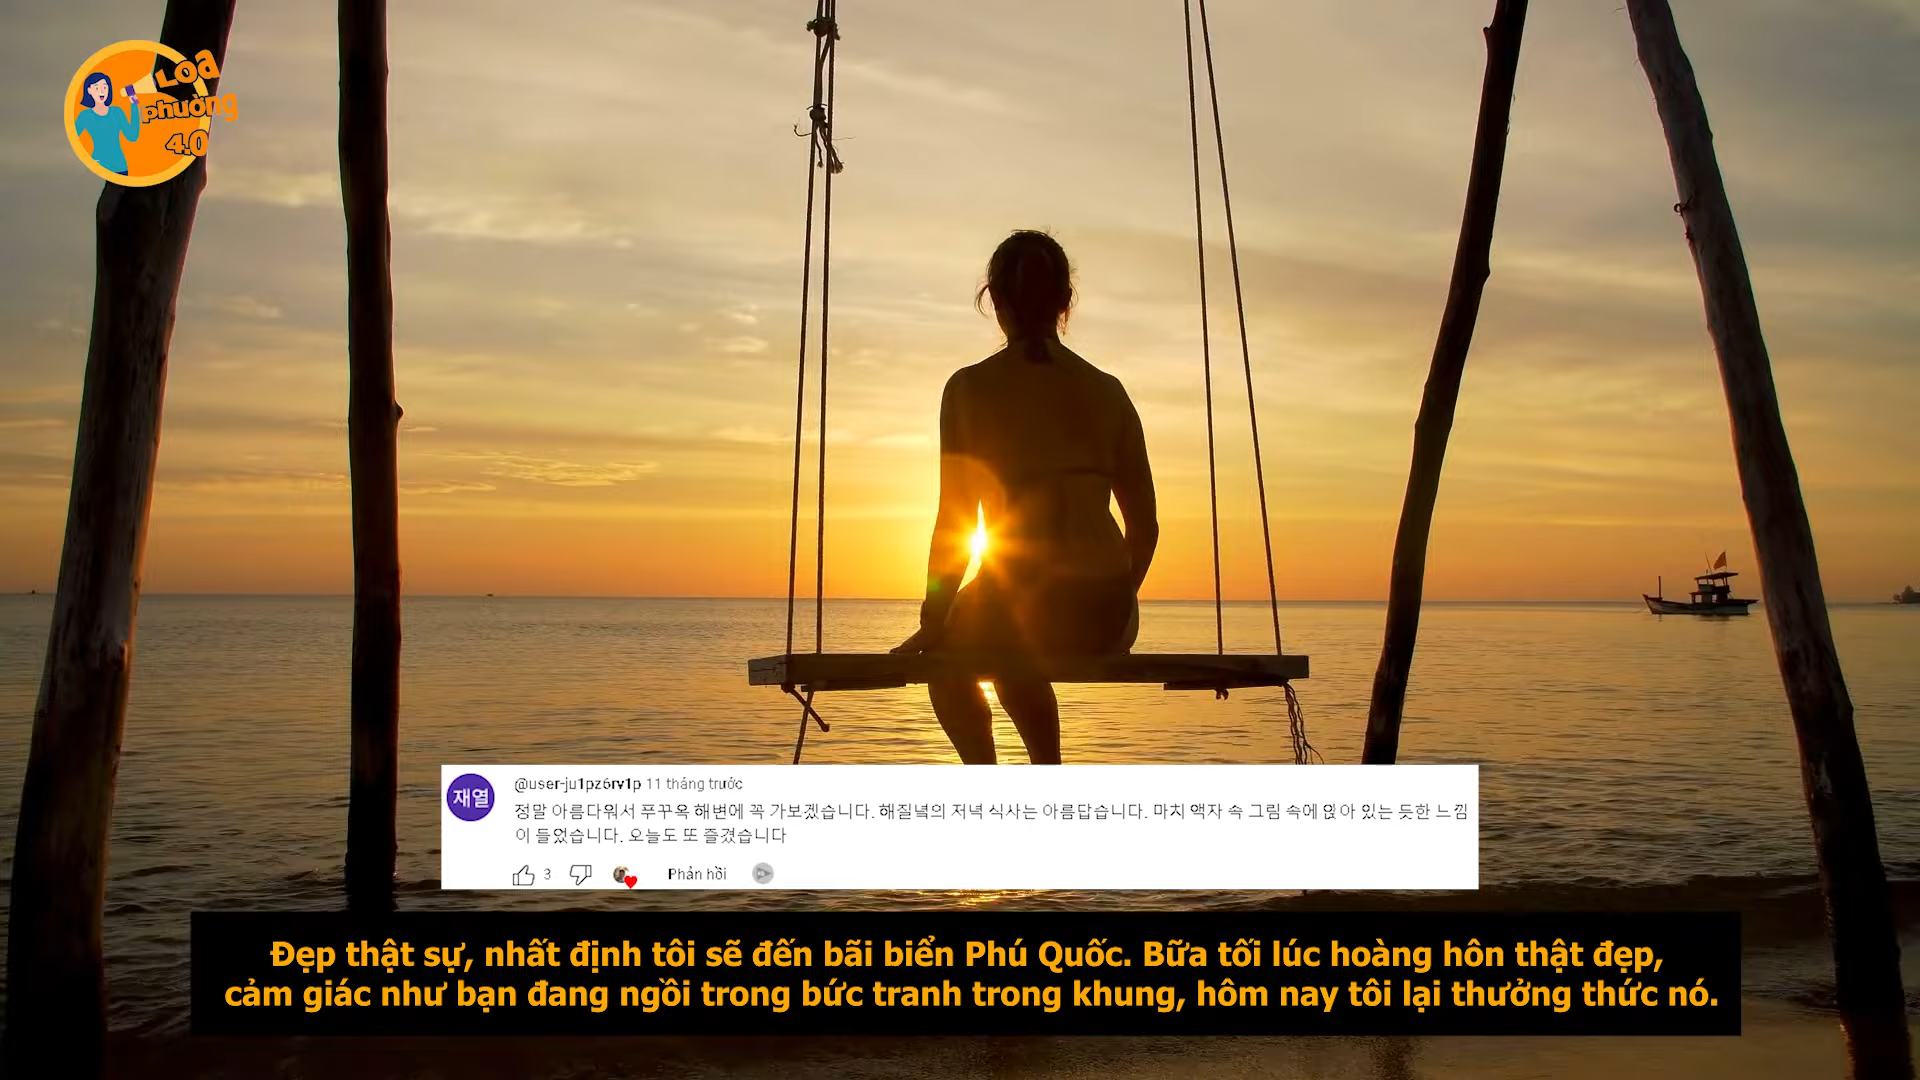 Loa
phường
4.0
재열
@user-ju1pz6rv1p 11 tháng trước
정말 아름다워서 푸꾸옥 해변에 꼭 가보겠습니다. 해질녘의 저녁 식사는 아름답습니다. 마치 액자 속 그림 속에 앉아 있는 듯한 느낌
이 들었습니다. 오늘도 또 즐겼습니다
3
Phản hồi
Đẹp thật sự, nhất định tôi sẽ đến bãi biển Phú Quốc. Bữa tối lúc hoàng hôn thật đẹp,
cảm giác như bạn đang ngồi trong bức tranh trong khung, hôm nay tôi lại thưởng thức nó.